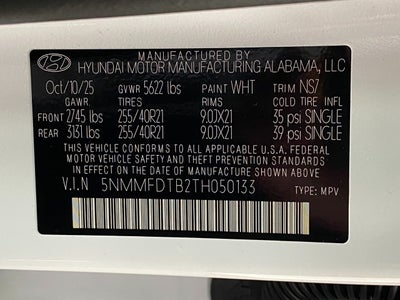 HYUNDAI MOTOR MANUFACTURING ALABAMA, LLC
Oct/10/25 GVWR 5622 lbs PAINT WHT TRIM NS7
GAWR TIRES RIMS COLD TIRE INFL
FRONT 2745 lbs 255/40R21 9.0JX21 35 psi SINGLE
REAR 3131 lbs 255/40R21 9.0JX21 39 psi SINGLE
THIS VEHICLE CONFORMS TO ALL APPLICABLE U.S. FEDERAL
MOTOR VEHICLE SAFETY, BUMPER, AND THEFT PREVENTION STANDARDS
IN EFFECT ON THE DATE OF MANUFACTURE SHOWN ABOVE.
V.I.N 5NMMFDTB2TH050133 TYPE: MPV